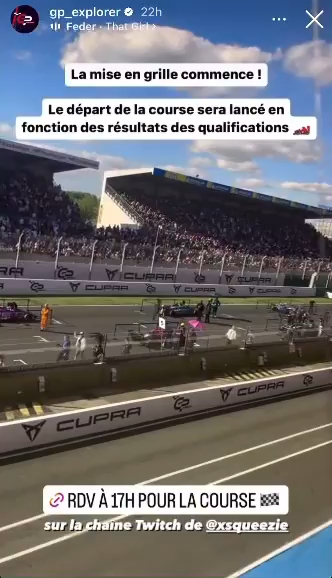 gp_explorer 22h
Feder · That Girl >
La mise en grille commence !
Le départ de la course sera lancé en
fonction des résultats des qualifications 🏎️
CUPRA
CUPRA
CUPRA
CUPRA
CUPRA
🔗 RDV À 17H POUR LA COURSE 🏁
sur la chaîne Twitch de @xsqueezie